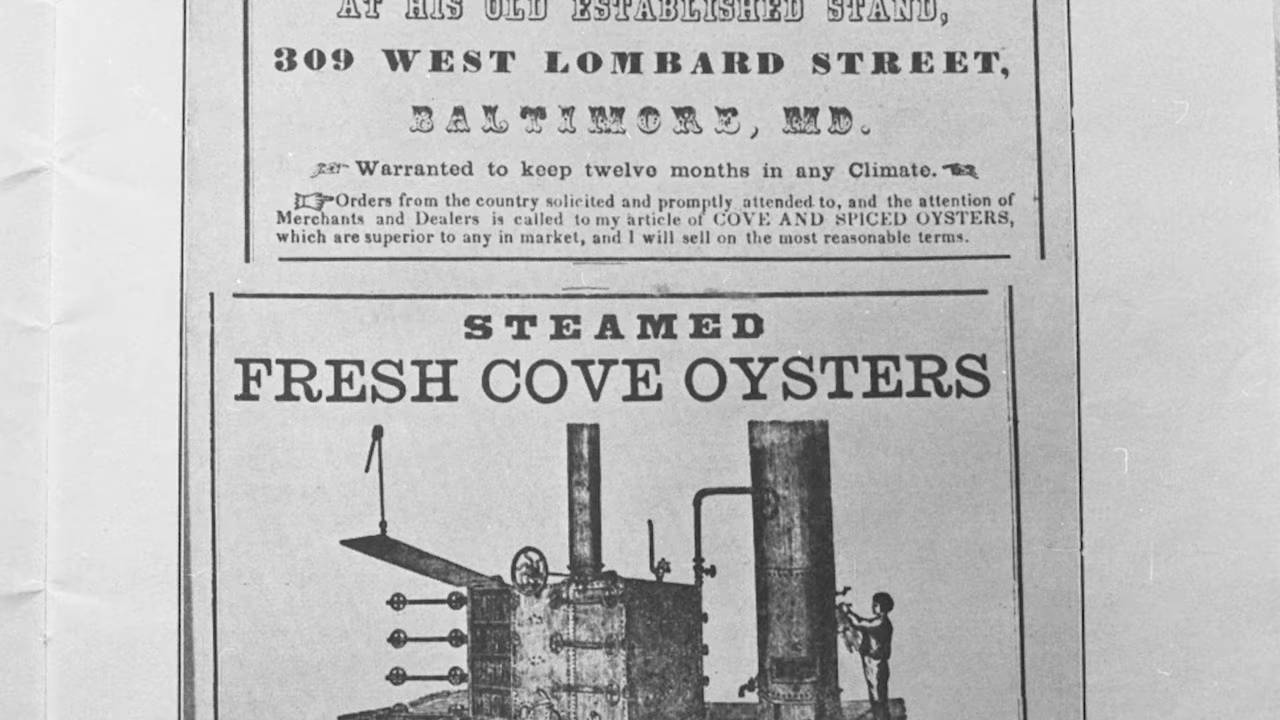 AT HIS OLD ESTABLISHED STAND,
309 WEST LOMBARD STREET,
BALTIMORE, MD.
Warranted to keep twelve months in any Climate.
Orders from the country solicited and promptly attended to, and the attention of
Merchants and Dealers is called to my article of COVE AND SPICED OYSTERS,
which are superior to any in market, and I will sell on the most reasonable terms.
STEAMED
FRESH COVE OYSTERS